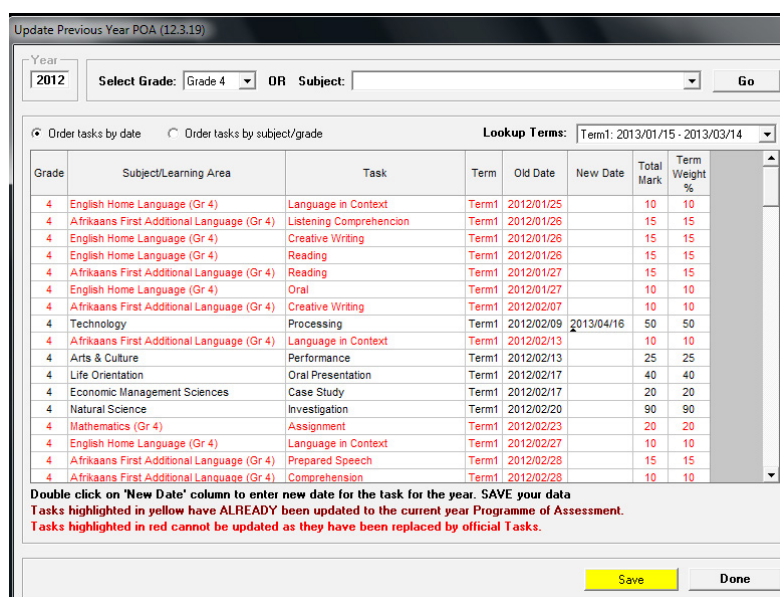 Update Previous Year POA (12.3.19)
Year
2012 Select Grade: Grade 4 OR Subject: Go
Order tasks by date Order tasks by subject/grade Lookup Terms: Term1: 2013/01/15 - 2013/03/14
Grade Subject/Learning Area Task Term Old Date New Date Total Mark Term Weight %
4 English Home Language (Gr 4) Language in Context Term1 2012/01/25 10 10
4 Afrikaans First Additional Language (Gr 4) Listening Comprehencion Term1 2012/01/26 15 15
4 English Home Language (Gr 4) Creative Writing Term1 2012/01/26 15 15
4 English Home Language (Gr 4) Reading Term1 2012/01/26 15 15
4 Afrikaans First Additional Language (Gr 4) Reading Term1 2012/01/27 15 15
4 English Home Language (Gr 4) Oral Term1 2012/01/27 10 10
4 Afrikaans First Additional Language (Gr 4) Creative Writing Term1 2012/02/07 10 10
4 Technology Processing Term1 2012/02/09 2013/04/16 50 50
4 Afrikaans First Additional Language (Gr 4) Language in Context Term1 2012/02/13 10 10
4 Arts & Culture Performance Term1 2012/02/13 25 25
4 Life Orientation Oral Presentation Term1 2012/02/17 40 40
4 Economic Management Sciences Case Study Term1 2012/02/17 20 20
4 Natural Science Investigation Term1 2012/02/20 90 90
4 Mathematics (Gr 4) Assignment Term1 2012/02/23 20 20
4 English Home Language (Gr 4) Language in Context Term1 2012/02/27 10 10
4 Afrikaans First Additional Language (Gr 4) Prepared Speech Term1 2012/02/28 15 15
4 Afrikaans First Additional Language (Gr 4) Comprehension Term1 2012/02/28 10 10
Double click on 'New Date' column to enter new date for the task for the year. SAVE your data
Tasks highlighted in yellow have ALREADY been updated to the current year Programme of Assessment.
Tasks highlighted in red cannot be updated as they have been replaced by official Tasks.
Save Done